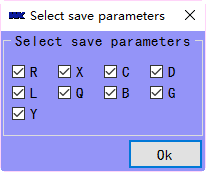 Select save parameters
Select save parameters
R X C D
L Q B G
Y
Ok